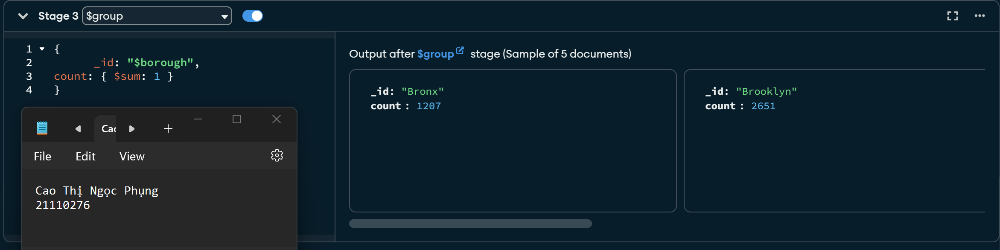 Stage 3 $group
1 {
2 _id: "$borough",
3 count: { $sum: 1 }
4 }
Output after $group stage (Sample of 5 documents)
_id: "Bronx"
count : 1207
_id: "Brooklyn"
count : 2651
Cao
File Edit View
Cao Thị Ngọc Phụng
21110276